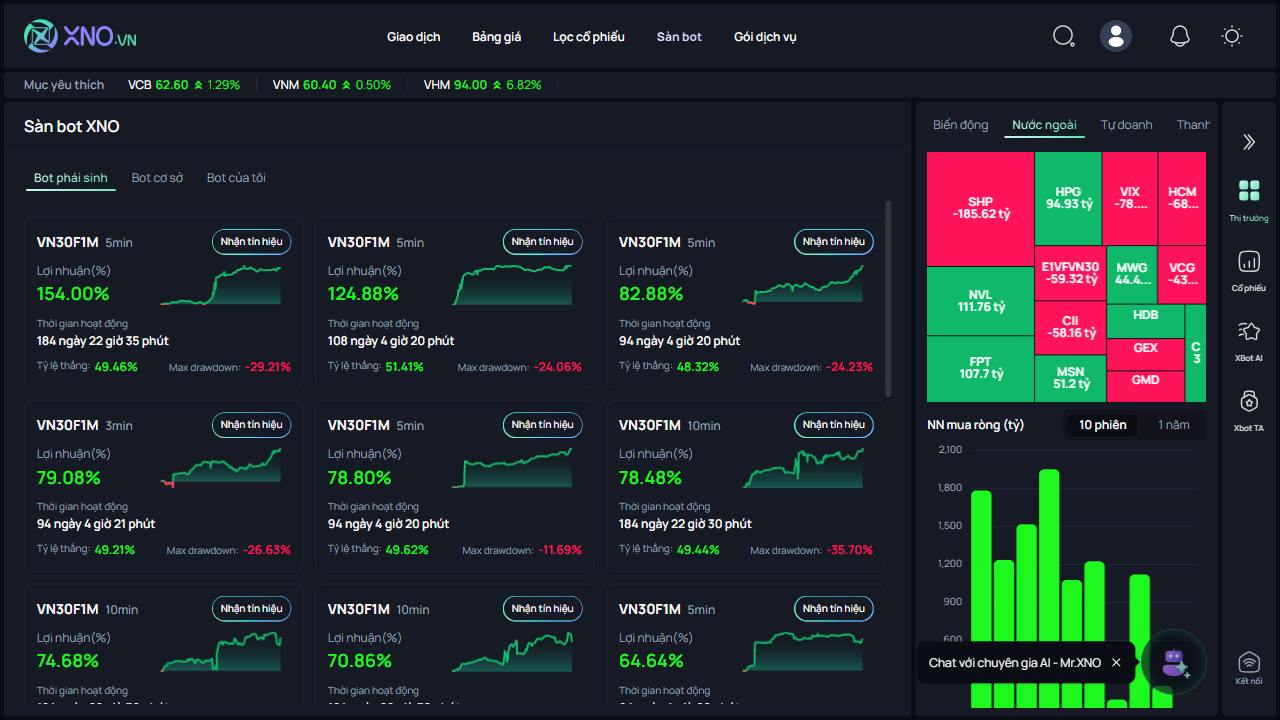 XNO.VN
Giao dịch Bảng giá Lọc cổ phiếu Sàn bot Gói dịch vụ
Mục yêu thích VCB 62.60 1.29% VNM 60.40 0.50% VHM 94.00 6.82%
Sàn bot XNO
Bot phái sinh Bot cơ sở Bot của tôi
VN30F1M 5min Nhận tín hiệu
Lợi nhuận(%)
154.00%
Thời gian hoạt động
184 ngày 22 giờ 35 phút
Tỷ lệ thắng: 49.46% Max drawdown: -29.21%
VN30F1M 5min Nhận tín hiệu
Lợi nhuận(%)
124.88%
Thời gian hoạt động
108 ngày 4 giờ 20 phút
Tỷ lệ thắng: 51.41% Max drawdown: -24.06%
VN30F1M 5min Nhận tín hiệu
Lợi nhuận(%)
82.88%
Thời gian hoạt động
94 ngày 4 giờ 20 phút
Tỷ lệ thắng: 48.32% Max drawdown: -24.23%
VN30F1M 3min Nhận tín hiệu
Lợi nhuận(%)
79.08%
Thời gian hoạt động
94 ngày 4 giờ 21 phút
Tỷ lệ thắng: 49.21% Max drawdown: -26.63%
VN30F1M 5min Nhận tín hiệu
Lợi nhuận(%)
78.80%
Thời gian hoạt động
94 ngày 4 giờ 20 phút
Tỷ lệ thắng: 49.62% Max drawdown: -11.69%
VN30F1M 10min Nhận tín hiệu
Lợi nhuận(%)
78.48%
Thời gian hoạt động
184 ngày 22 giờ 30 phút
Tỷ lệ thắng: 49.44% Max drawdown: -35.70%
VN30F1M 10min Nhận tín hiệu
Lợi nhuận(%)
74.68%
Thời gian hoạt động
VN30F1M 10min Nhận tín hiệu
Lợi nhuận(%)
70.86%
Thời gian hoạt động
VN30F1M 5min Nhận tín hiệu
Lợi nhuận(%)
64.64%
Thời gian hoạt động
Biến động Nước ngoài Tự doanh Thanh
SHP
-185.62 tỷ
HPG
94.93 tỷ
VIX
-78....
HCM
-68...
NVL
111.76 tỷ
E1VFVN30
-59.32 tỷ
MWG
44.4...
VCG
-43...
CII
-58.16 tỷ
HDB
GEX
GMD
C
3
FPT
107.7 tỷ
MSN
51.2 tỷ
NN mua ròng (tỷ) 10 phiên 1 năm
2,100
1,800
1,500
1,200
900
600
Chat với chuyên gia AI - Mr.XNO
Thị trường
Cổ phiếu
XBot AI
Xbot TA
Kết nối